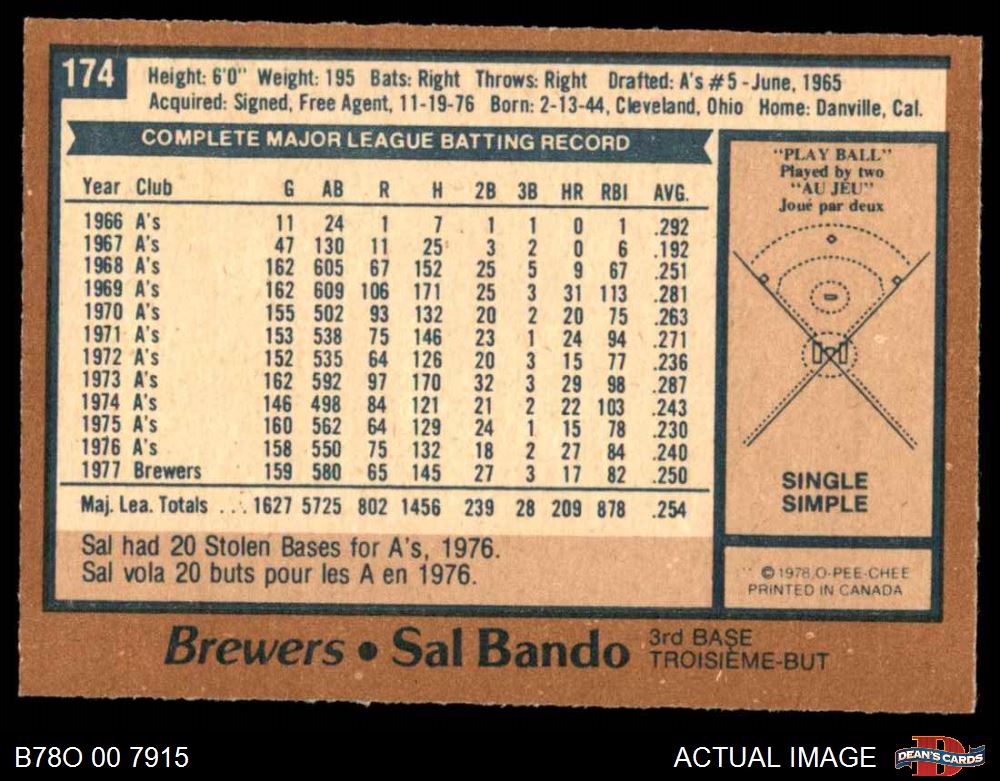 174
Height: 6'0" Weight: 195 Bats: Right Throws: Right Drafted: A's #5 - June, 1965
Acquired: Signed, Free Agent, 11-19-76 Born: 2-13-44, Cleveland, Ohio Home: Danville, Cal.
COMPLETE MAJOR LEAGUE BATTING RECORD
Year Club G AB R H 2B 3B HR RBI AVG.
1966 A's 11 24 1 7 1 1 0 1 .292
1967 A's 47 130 11 25 3 2 0 6 .192
1968 A's 162 605 67 152 25 5 9 67 .251
1969 A's 162 609 106 171 25 3 31 113 .281
1970 A's 155 502 93 132 20 2 20 75 .263
1971 A's 153 538 75 146 23 1 24 94 .271
1972 A's 152 535 64 126 20 3 15 77 .236
1973 A's 162 592 97 170 32 3 29 98 .287
1974 A's 146 498 84 121 21 2 22 103 .243
1975 A's 160 562 64 129 24 1 15 78 .230
1976 A's 158 550 75 132 18 2 27 84 .240
1977 Brewers 159 580 65 145 27 3 17 82 .250
Maj. Lea. Totals .... 1627 5725 802 1456 239 28 209 878 .254
Sal had 20 Stolen Bases for A's, 1976.
Sal vola 20 buts pour les A en 1976.
"PLAY BALL"
Played by two
"AU JEU"
Joué par deux
SINGLE
SIMPLE
© 1978 O-PEE-CHEE
PRINTED IN CANADA
Brewers • Sal Bando
3rd BASE
TROISIÈME-BUT
B78O 00 7915
ACTUAL IMAGE
DEAN'S CARDS